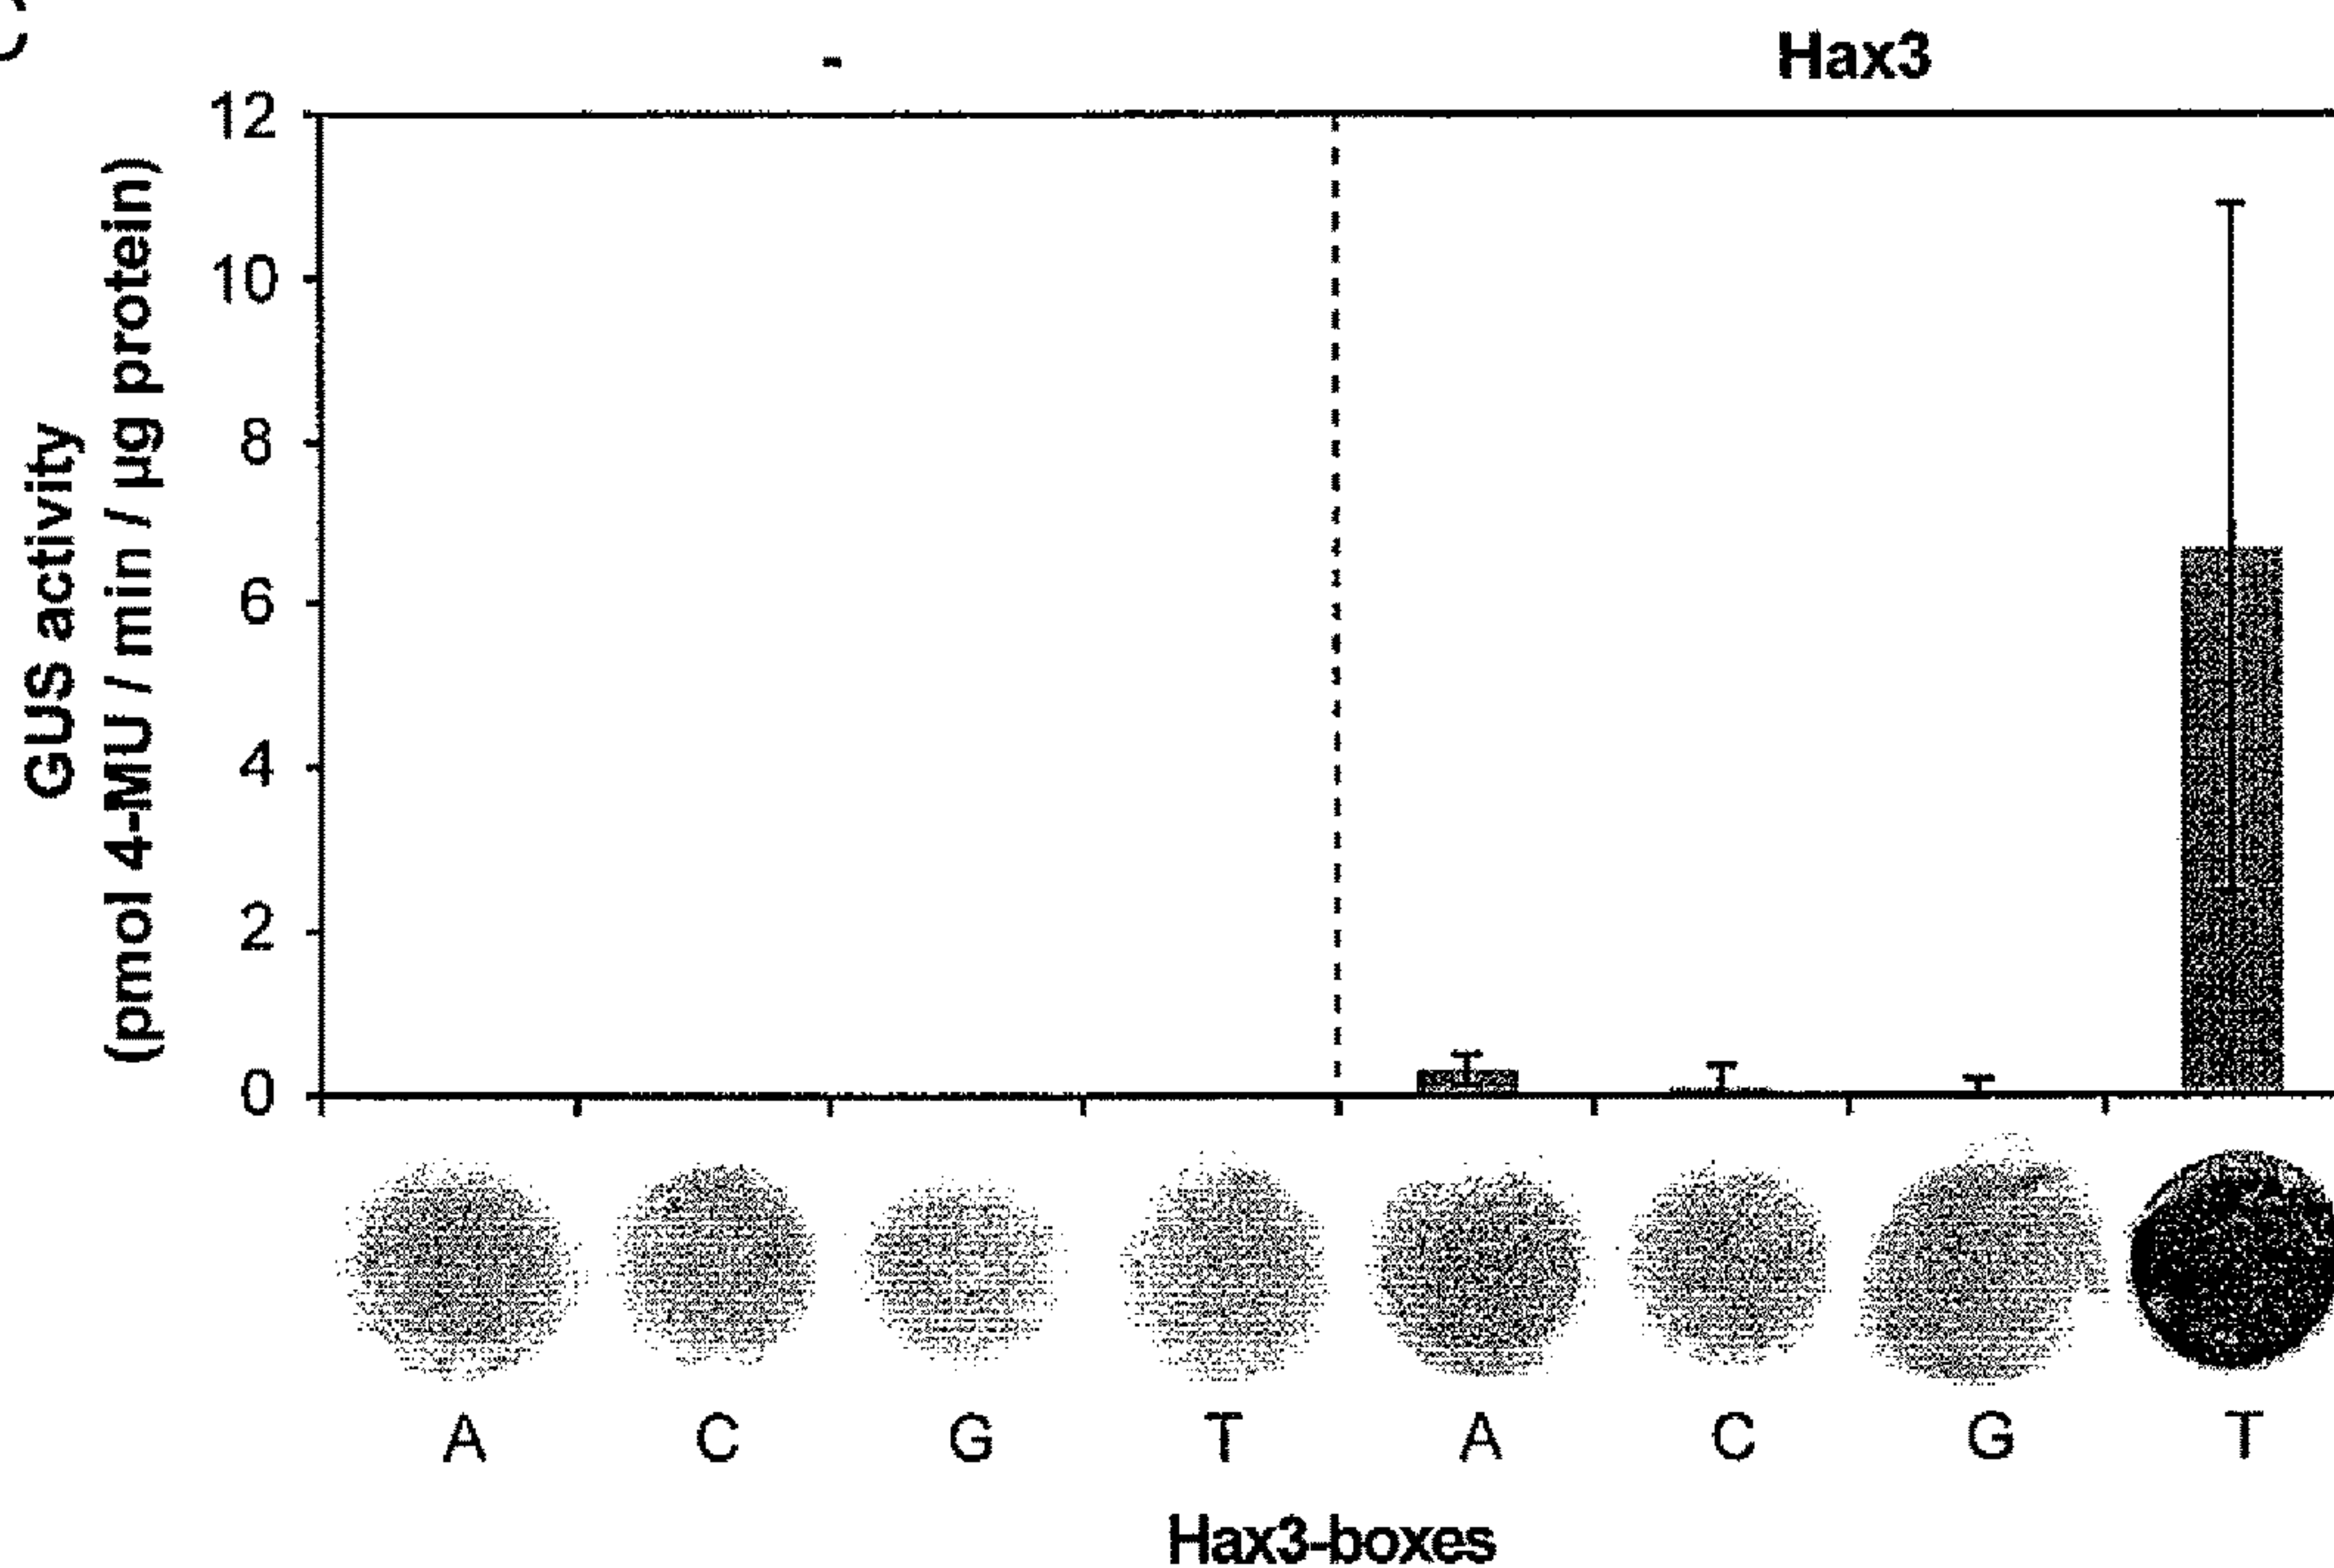 C
- Hax3
12
10
8
6
4
2
0
GUS activity
(pmol 4-MU / min / µg protein)
A C G T A C G T
Hax3-boxes